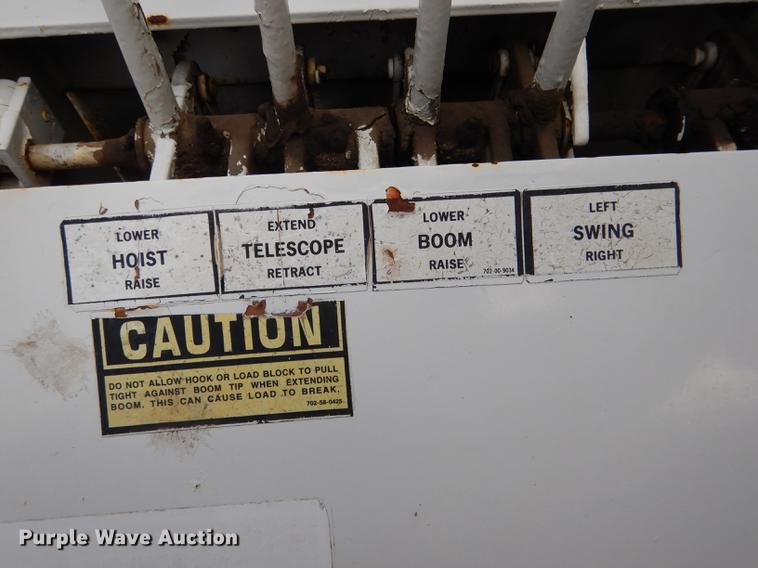 LOWER
HOIST
RAISE
EXTEND
TELESCOPE
RETRACT
LOWER
BOOM
RAISE
702-00-9034
LEFT
SWING
RIGHT
CAUTION
DO NOT ALLOW HOOK OR LOAD BLOCK TO PULL
TIGHT AGAINST BOOM TIP WHEN EXTENDING
BOOM. THIS CAN CAUSE LOAD TO BREAK.
702-58-0425
Purple Wave Auction